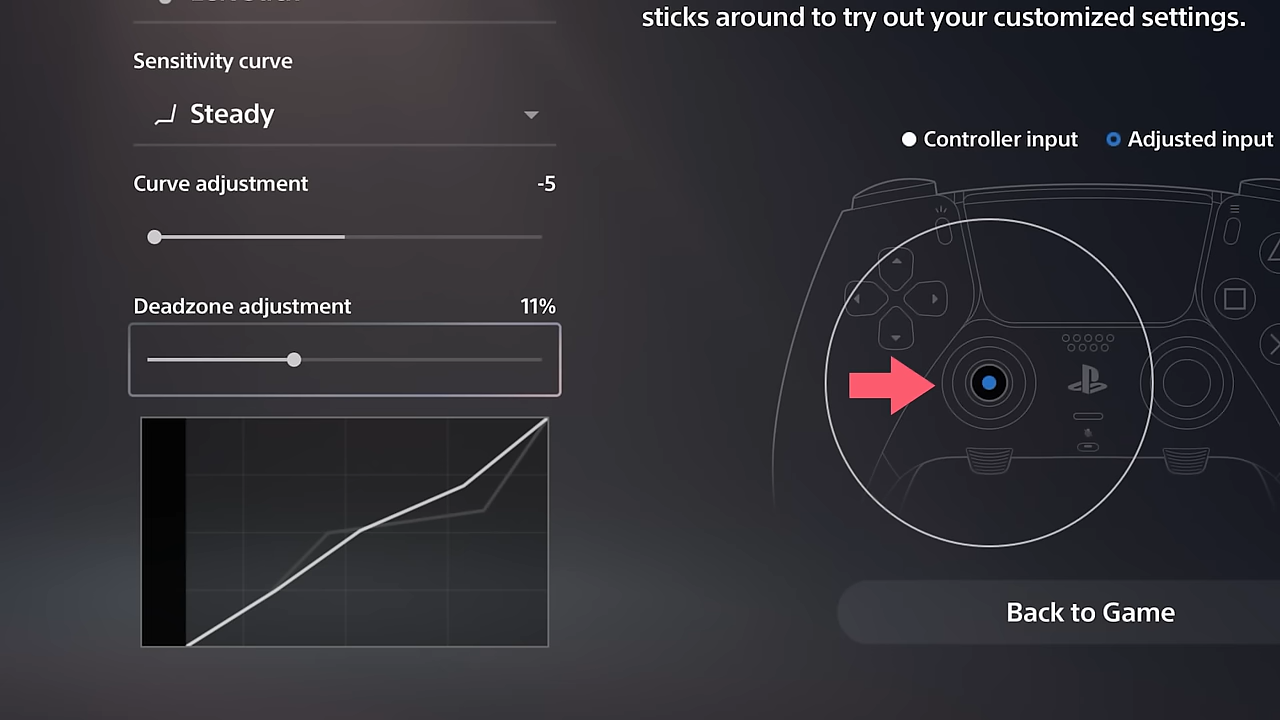 sticks around to try out your customized settings.
Sensitivity curve
Steady
Controller input
Adjusted input
Curve adjustment
-5
Deadzone adjustment
11%
Back to Game